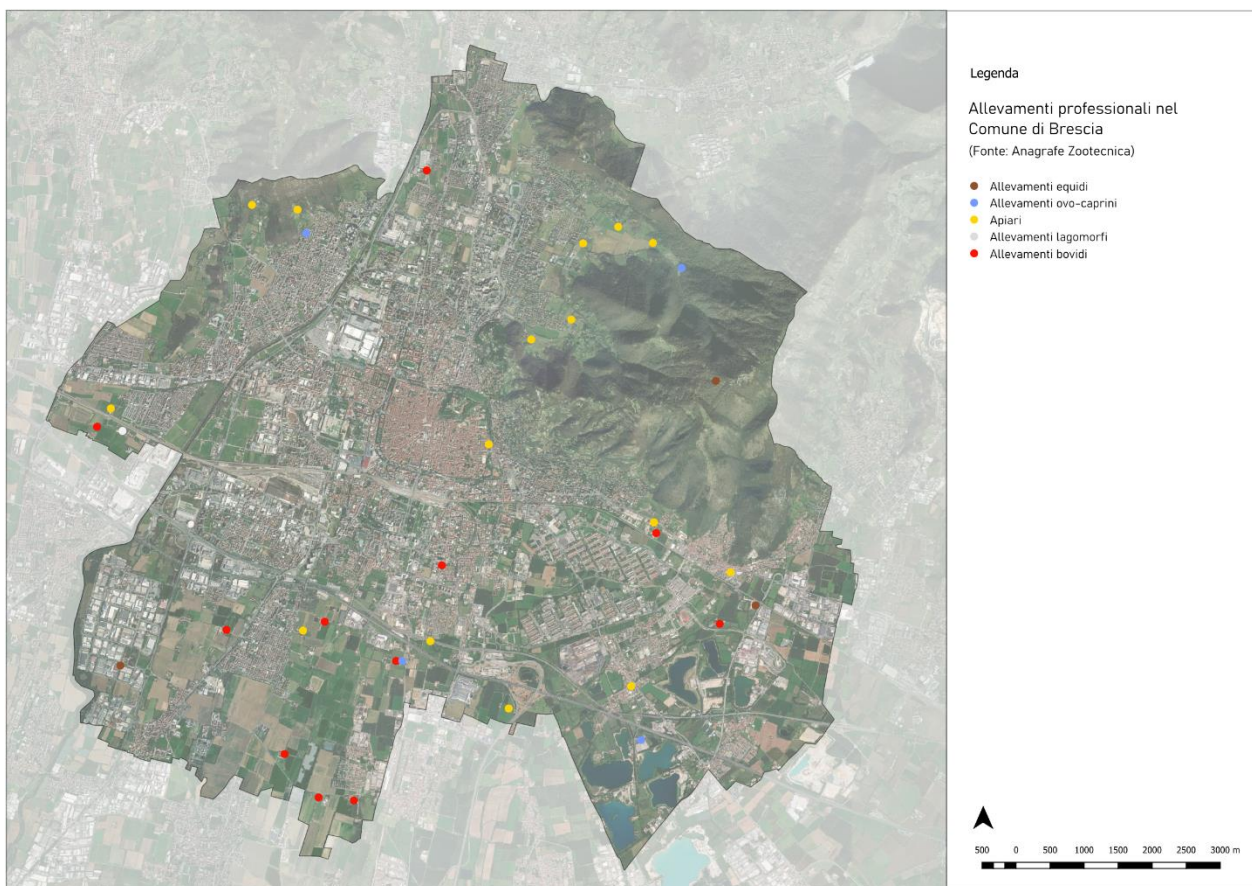 Legenda
Allevamenti professionali nel
Comune di Brescia
(Fonte: Anagrafe Zootecnica)
Allevamenti equidi
Allevamenti ovo-caprini
Apiari
Allevamenti lagomorfi
Allevamenti bovidi
500 0 500 1000 1500 2000 2500 3000 m